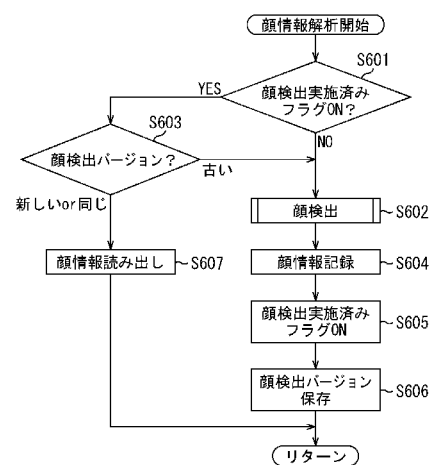 顔情報解析開始
S601
顔検出実施済み
フラグON？
YES
NO
S603
顔検出バージョン？
古い
新しいor同じ
顔検出
S602
顔情報読み出し
S607
顔情報記録
S604
顔検出実施済み
フラグON
S605
顔検出バージョン
保存
S606
リターン